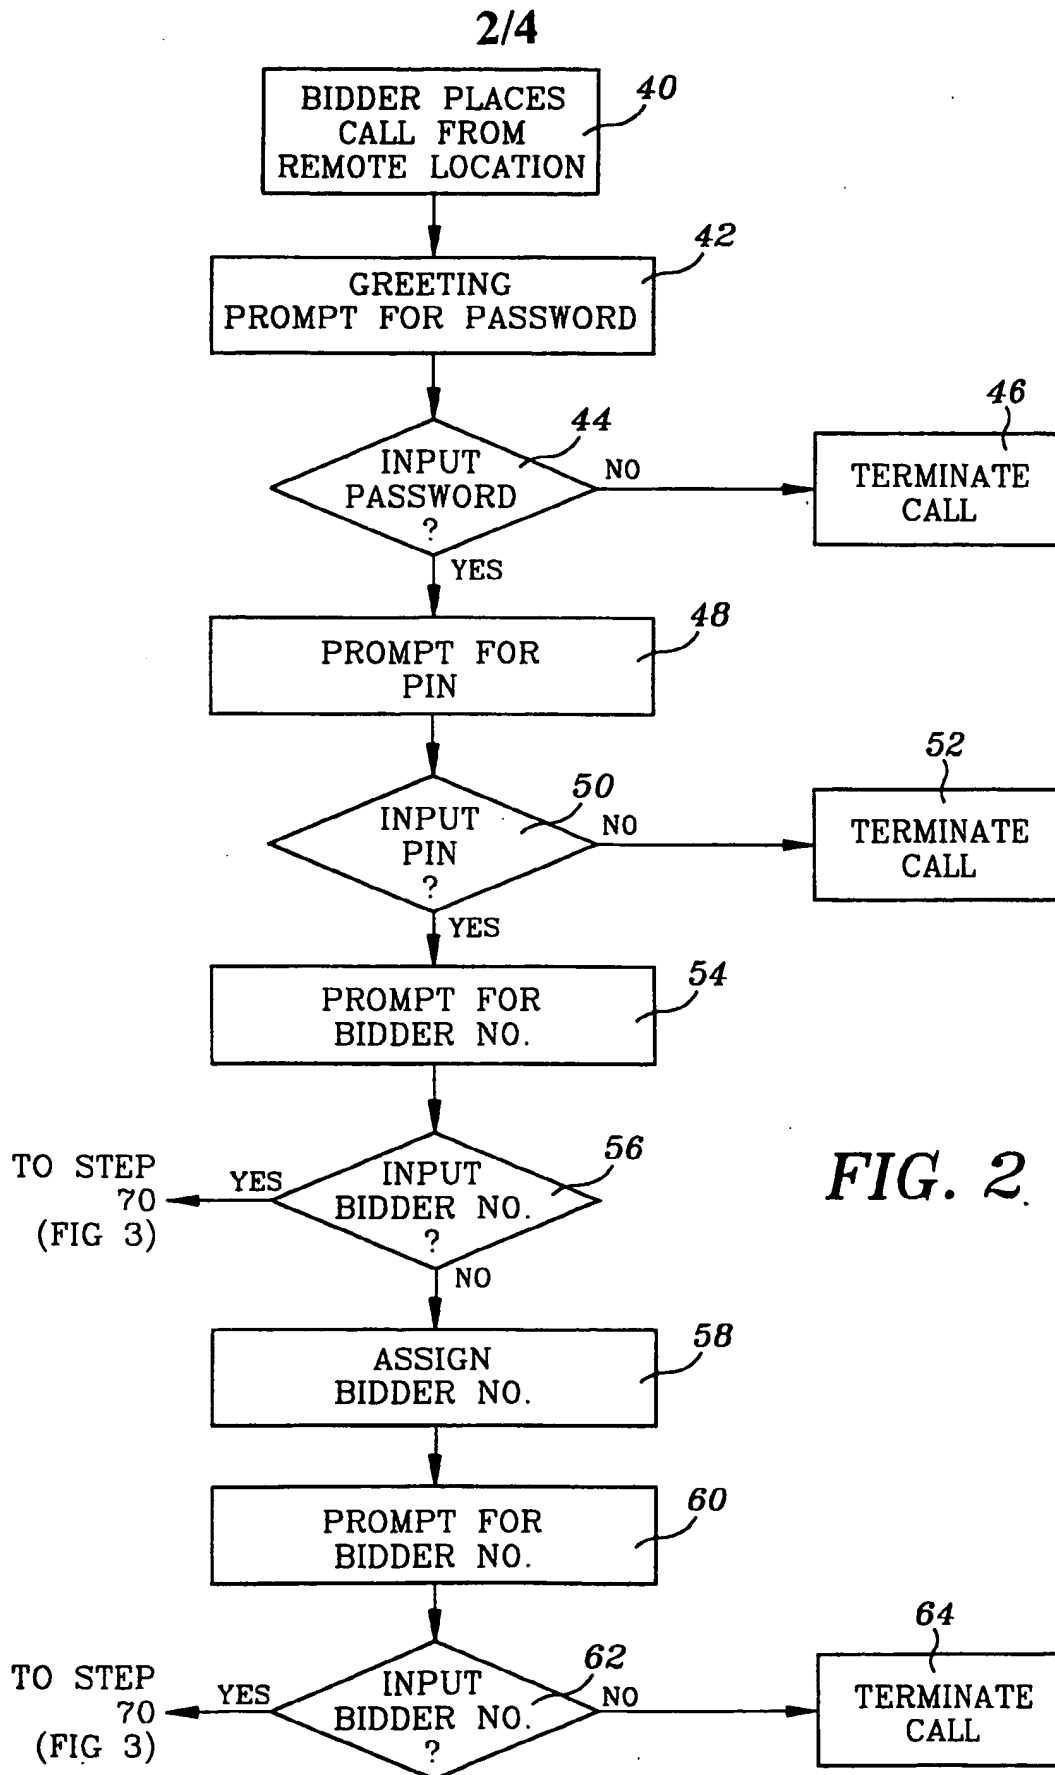 2/4
BIDDER PLACES
CALL FROM
REMOTE LOCATION
40
GREETING
PROMPT FOR PASSWORD
42
INPUT
PASSWORD
?
44
NO
TERMINATE
CALL
46
YES
PROMPT FOR
PIN
48
INPUT
PIN
?
50
NO
TERMINATE
CALL
52
YES
PROMPT FOR
BIDDER NO.
54
INPUT
BIDDER NO.
?
56
YES
TO STEP
70
(FIG 3)
FIG. 2
NO
ASSIGN
BIDDER NO.
58
PROMPT FOR
BIDDER NO.
60
INPUT
BIDDER NO.
?
62
YES
TO STEP
70
(FIG 3)
NO
TERMINATE
CALL
64